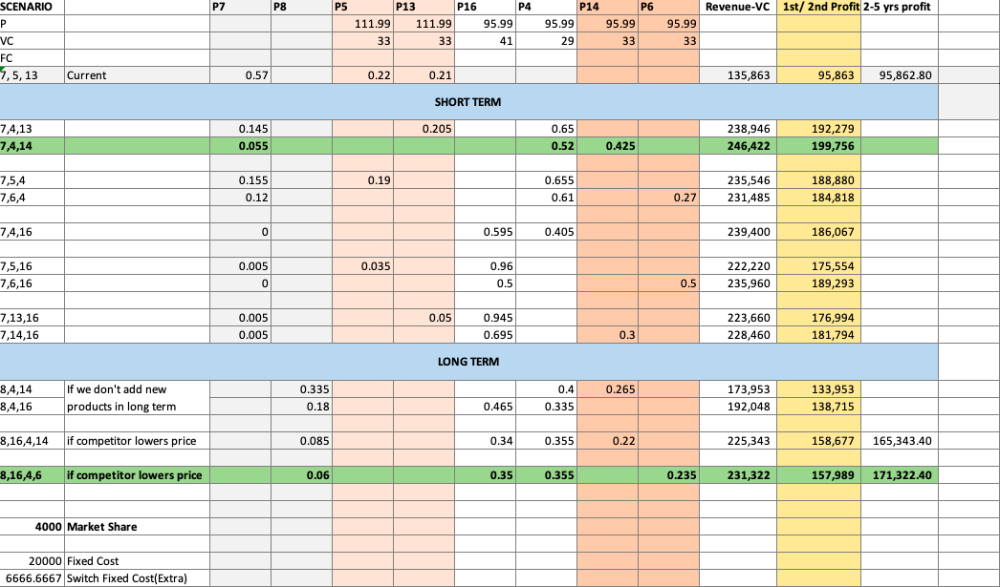 SCENARIO P7 P8 P5 P13 P16 P4 P14 P6 Revenue-VC 1st/ 2nd Profit 2-5 yrs profit
P 111.99 111.99 95.99 95.99 95.99 95.99
VC 33 33 41 29 33 33
FC
7, 5, 13 Current 0.57 0.22 0.21 135,863 95,863 95,862.80
SHORT TERM
7,4,13 0.145 0.205 0.65 238,946 192,279
7,4,14 0.055 0.52 0.425 246,422 199,756
7,5,4 0.155 0.19 0.655 235,546 188,880
7,6,4 0.12 0.61 0.27 231,485 184,818
7,4,16 0 0.595 0.405 239,400 186,067
7,5,16 0.005 0.035 0.96 222,220 175,554
7,6,16 0 0.5 0.5 235,960 189,293
7,13,16 0.005 0.05 0.945 223,660 176,994
7,14,16 0.005 0.695 0.3 228,460 181,794
LONG TERM
8,4,14 If we don't add new 0.335 0.4 0.265 173,953 133,953
8,4,16 products in long term 0.18 0.465 0.335 192,048 138,715
8,16,4,14 if competitor lowers price 0.085 0.34 0.355 0.22 225,343 158,677 165,343.40
8,16,4,6 if competitor lowers price 0.06 0.35 0.355 0.235 231,322 157,989 171,322.40
4000 Market Share
20000 Fixed Cost
6666.6667 Switch Fixed Cost(Extra)